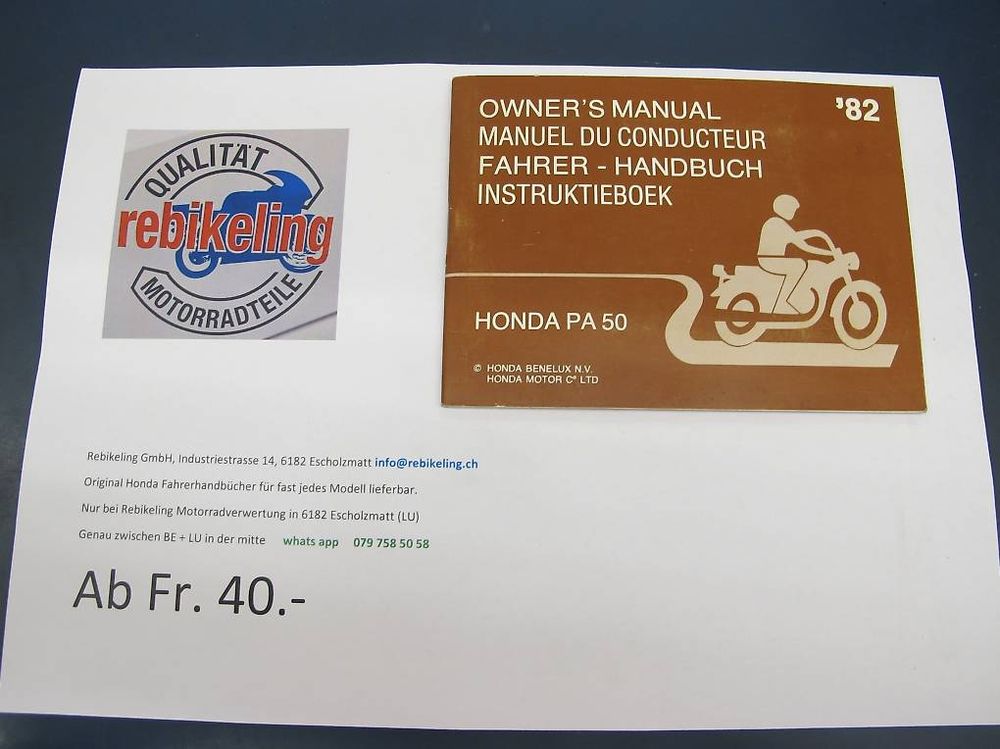 QUALITÄT
rebikeling
MOTORRADTEILE
OWNER'S MANUAL '82
MANUEL DU CONDUCTEUR
FAHRER - HANDBUCH
INSTRUKTIEBOEK
HONDA PA 50
© HONDA BENELUX N.V.
HONDA MOTOR Cº LTD
Rebikeling GmbH, Industriestrasse 14, 6182 Escholzmatt info@rebikeling.ch
Original Honda Fahrerhandbücher für fast jedes Modell lieferbar.
Nur bei Rebikeling Motorradverwertung in 6182 Escholzmatt (LU)
Genau zwischen BE + LU in der mitte whats app 079 758 50 58
Ab Fr. 40.-